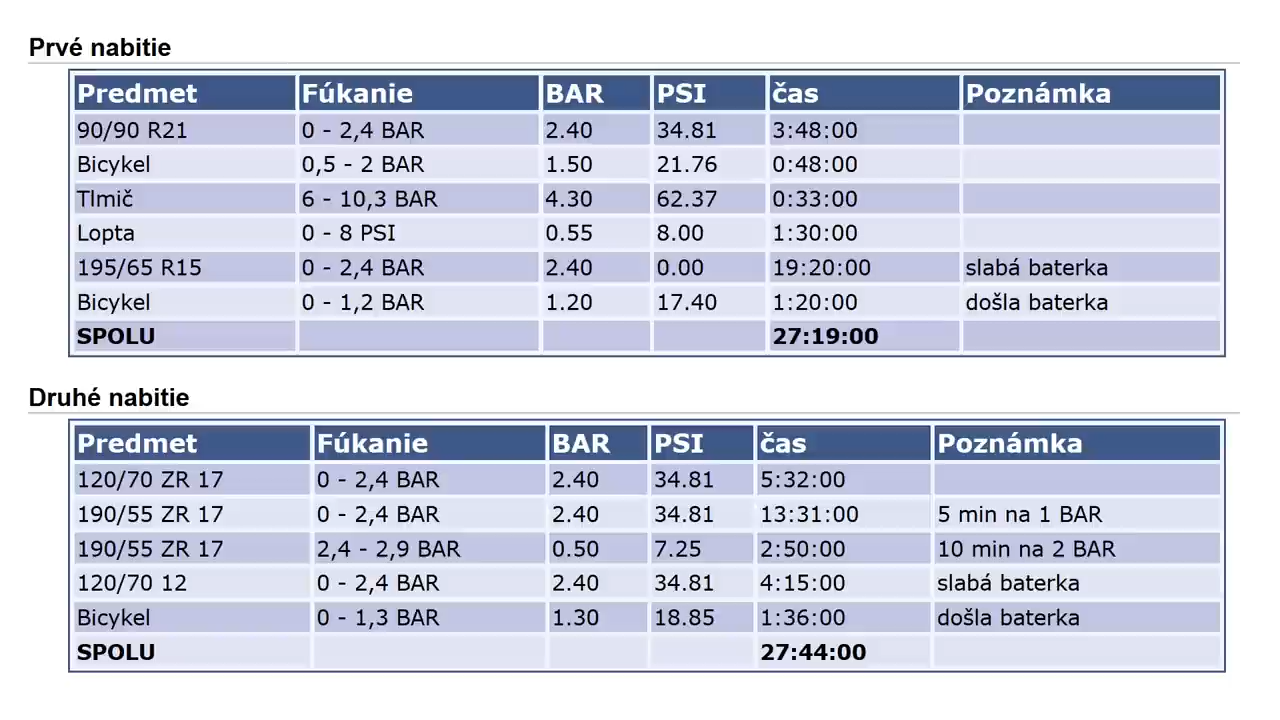 Prvé nabitie
Predmet Fúkanie BAR PSI čas Poznámka
90/90 R21 0 - 2,4 BAR 2.40 34.81 3:48:00
Bicykel 0,5 - 2 BAR 1.50 21.76 0:48:00
Tlmič 6 - 10,3 BAR 4.30 62.37 0:33:00
Lopta 0 - 8 PSI 0.55 8.00 1:30:00
195/65 R15 0 - 2,4 BAR 2.40 0.00 19:20:00 slabá baterka
Bicykel 0 - 1,2 BAR 1.20 17.40 1:20:00 došla baterka
SPOLU 27:19:00
Druhé nabitie
Predmet Fúkanie BAR PSI čas Poznámka
120/70 ZR 17 0 - 2,4 BAR 2.40 34.81 5:32:00
190/55 ZR 17 0 - 2,4 BAR 2.40 34.81 13:31:00 5 min na 1 BAR
190/55 ZR 17 2,4 - 2,9 BAR 0.50 7.25 2:50:00 10 min na 2 BAR
120/70 12 0 - 2,4 BAR 2.40 34.81 4:15:00 slabá baterka
Bicykel 0 - 1,3 BAR 1.30 18.85 1:36:00 došla baterka
SPOLU 27:44:00